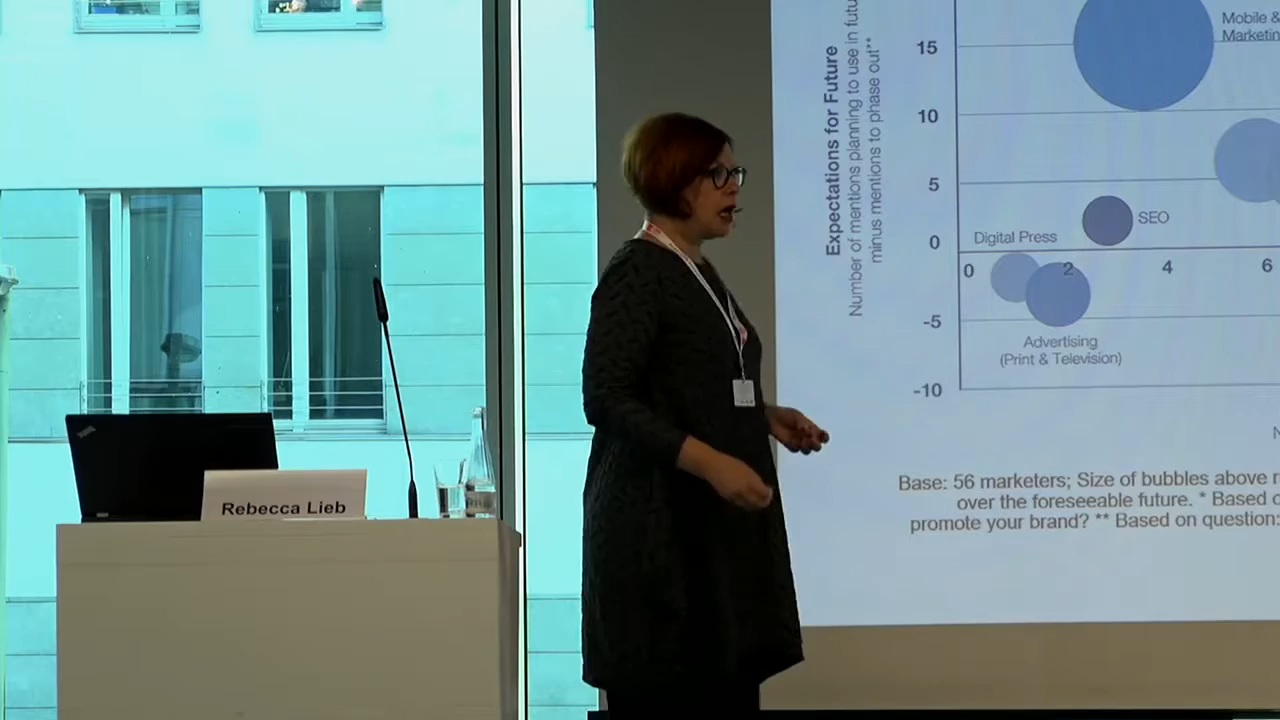 Expectations for Future
Number of mentions planning to use in futu
minus mentions to phase out**
15
10
5
0
-5
-10
Mobile &
Marketin
SEO
Digital Press
0
2
4
6
Advertising
(Print & Television)
N
Base: 56 marketers; Size of bubbles above r
over the foreseeable future. * Based o
promote your brand? ** Based on question:
Rebecca Lieb